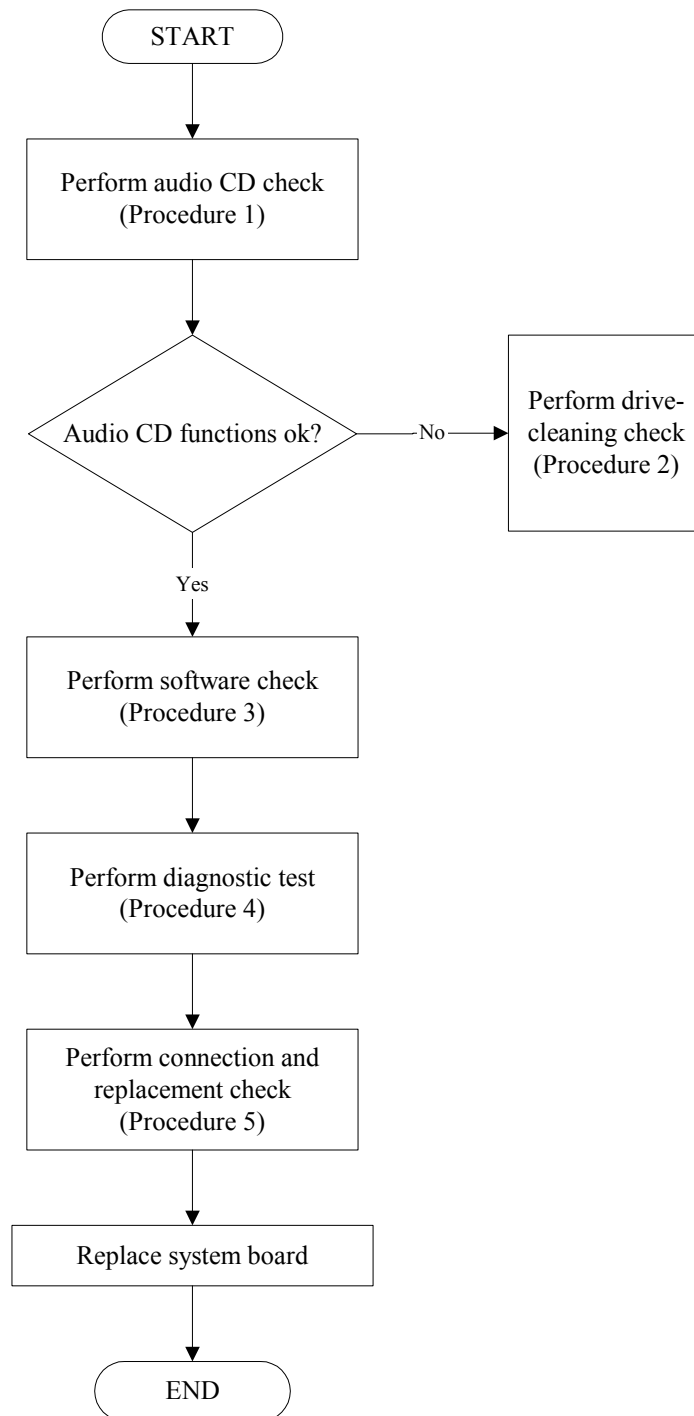 START
Perform audio CD check
(Procedure 1)
Audio CD functions ok?
No
Perform drive-
cleaning check
(Procedure 2)
Yes
Perform software check
(Procedure 3)
Perform diagnostic test
(Procedure 4)
Perform connection and
replacement check
(Procedure 5)
Replace system board
END